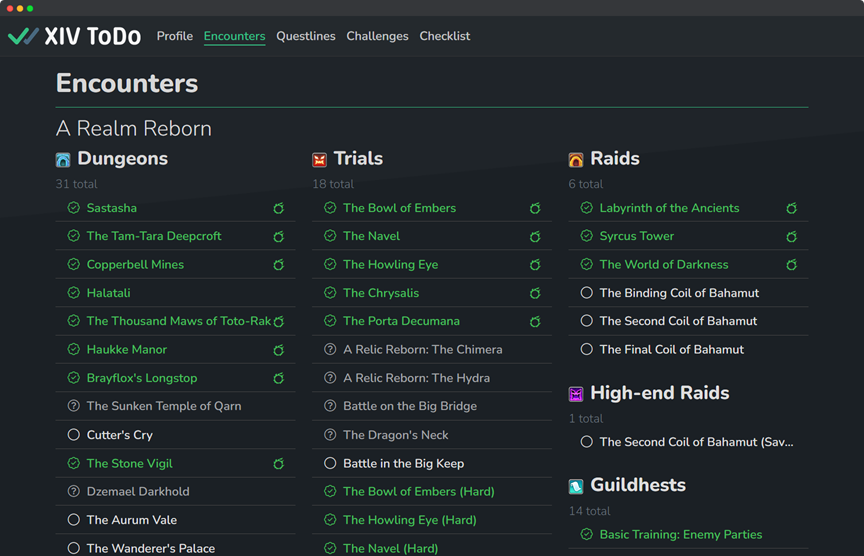 XIV ToDo
Profile Encounters Questlines Challenges Checklist
Encounters
A Realm Reborn
Dungeons
31 total
Sastasha
The Tam-Tara Deepcroft
Copperbell Mines
Halatali
The Thousand Maws of Toto-Rak
Haukke Manor
Brayflox's Longstop
The Sunken Temple of Qarn
Cutter's Cry
The Stone Vigil
Dzemael Darkhold
The Aurum Vale
The Wanderer's Palace
Trials
18 total
The Bowl of Embers
The Navel
The Howling Eye
The Chrysalis
The Porta Decumana
A Relic Reborn: The Chimera
A Relic Reborn: The Hydra
Battle on the Big Bridge
The Dragon's Neck
Battle in the Big Keep
The Bowl of Embers (Hard)
The Howling Eye (Hard)
The Navel (Hard)
Raids
6 total
Labyrinth of the Ancients
Syrcus Tower
The World of Darkness
The Binding Coil of Bahamut
The Second Coil of Bahamut
The Final Coil of Bahamut
High-end Raids
1 total
The Second Coil of Bahamut (Sav...
Guildhests
14 total
Basic Training: Enemy Parties